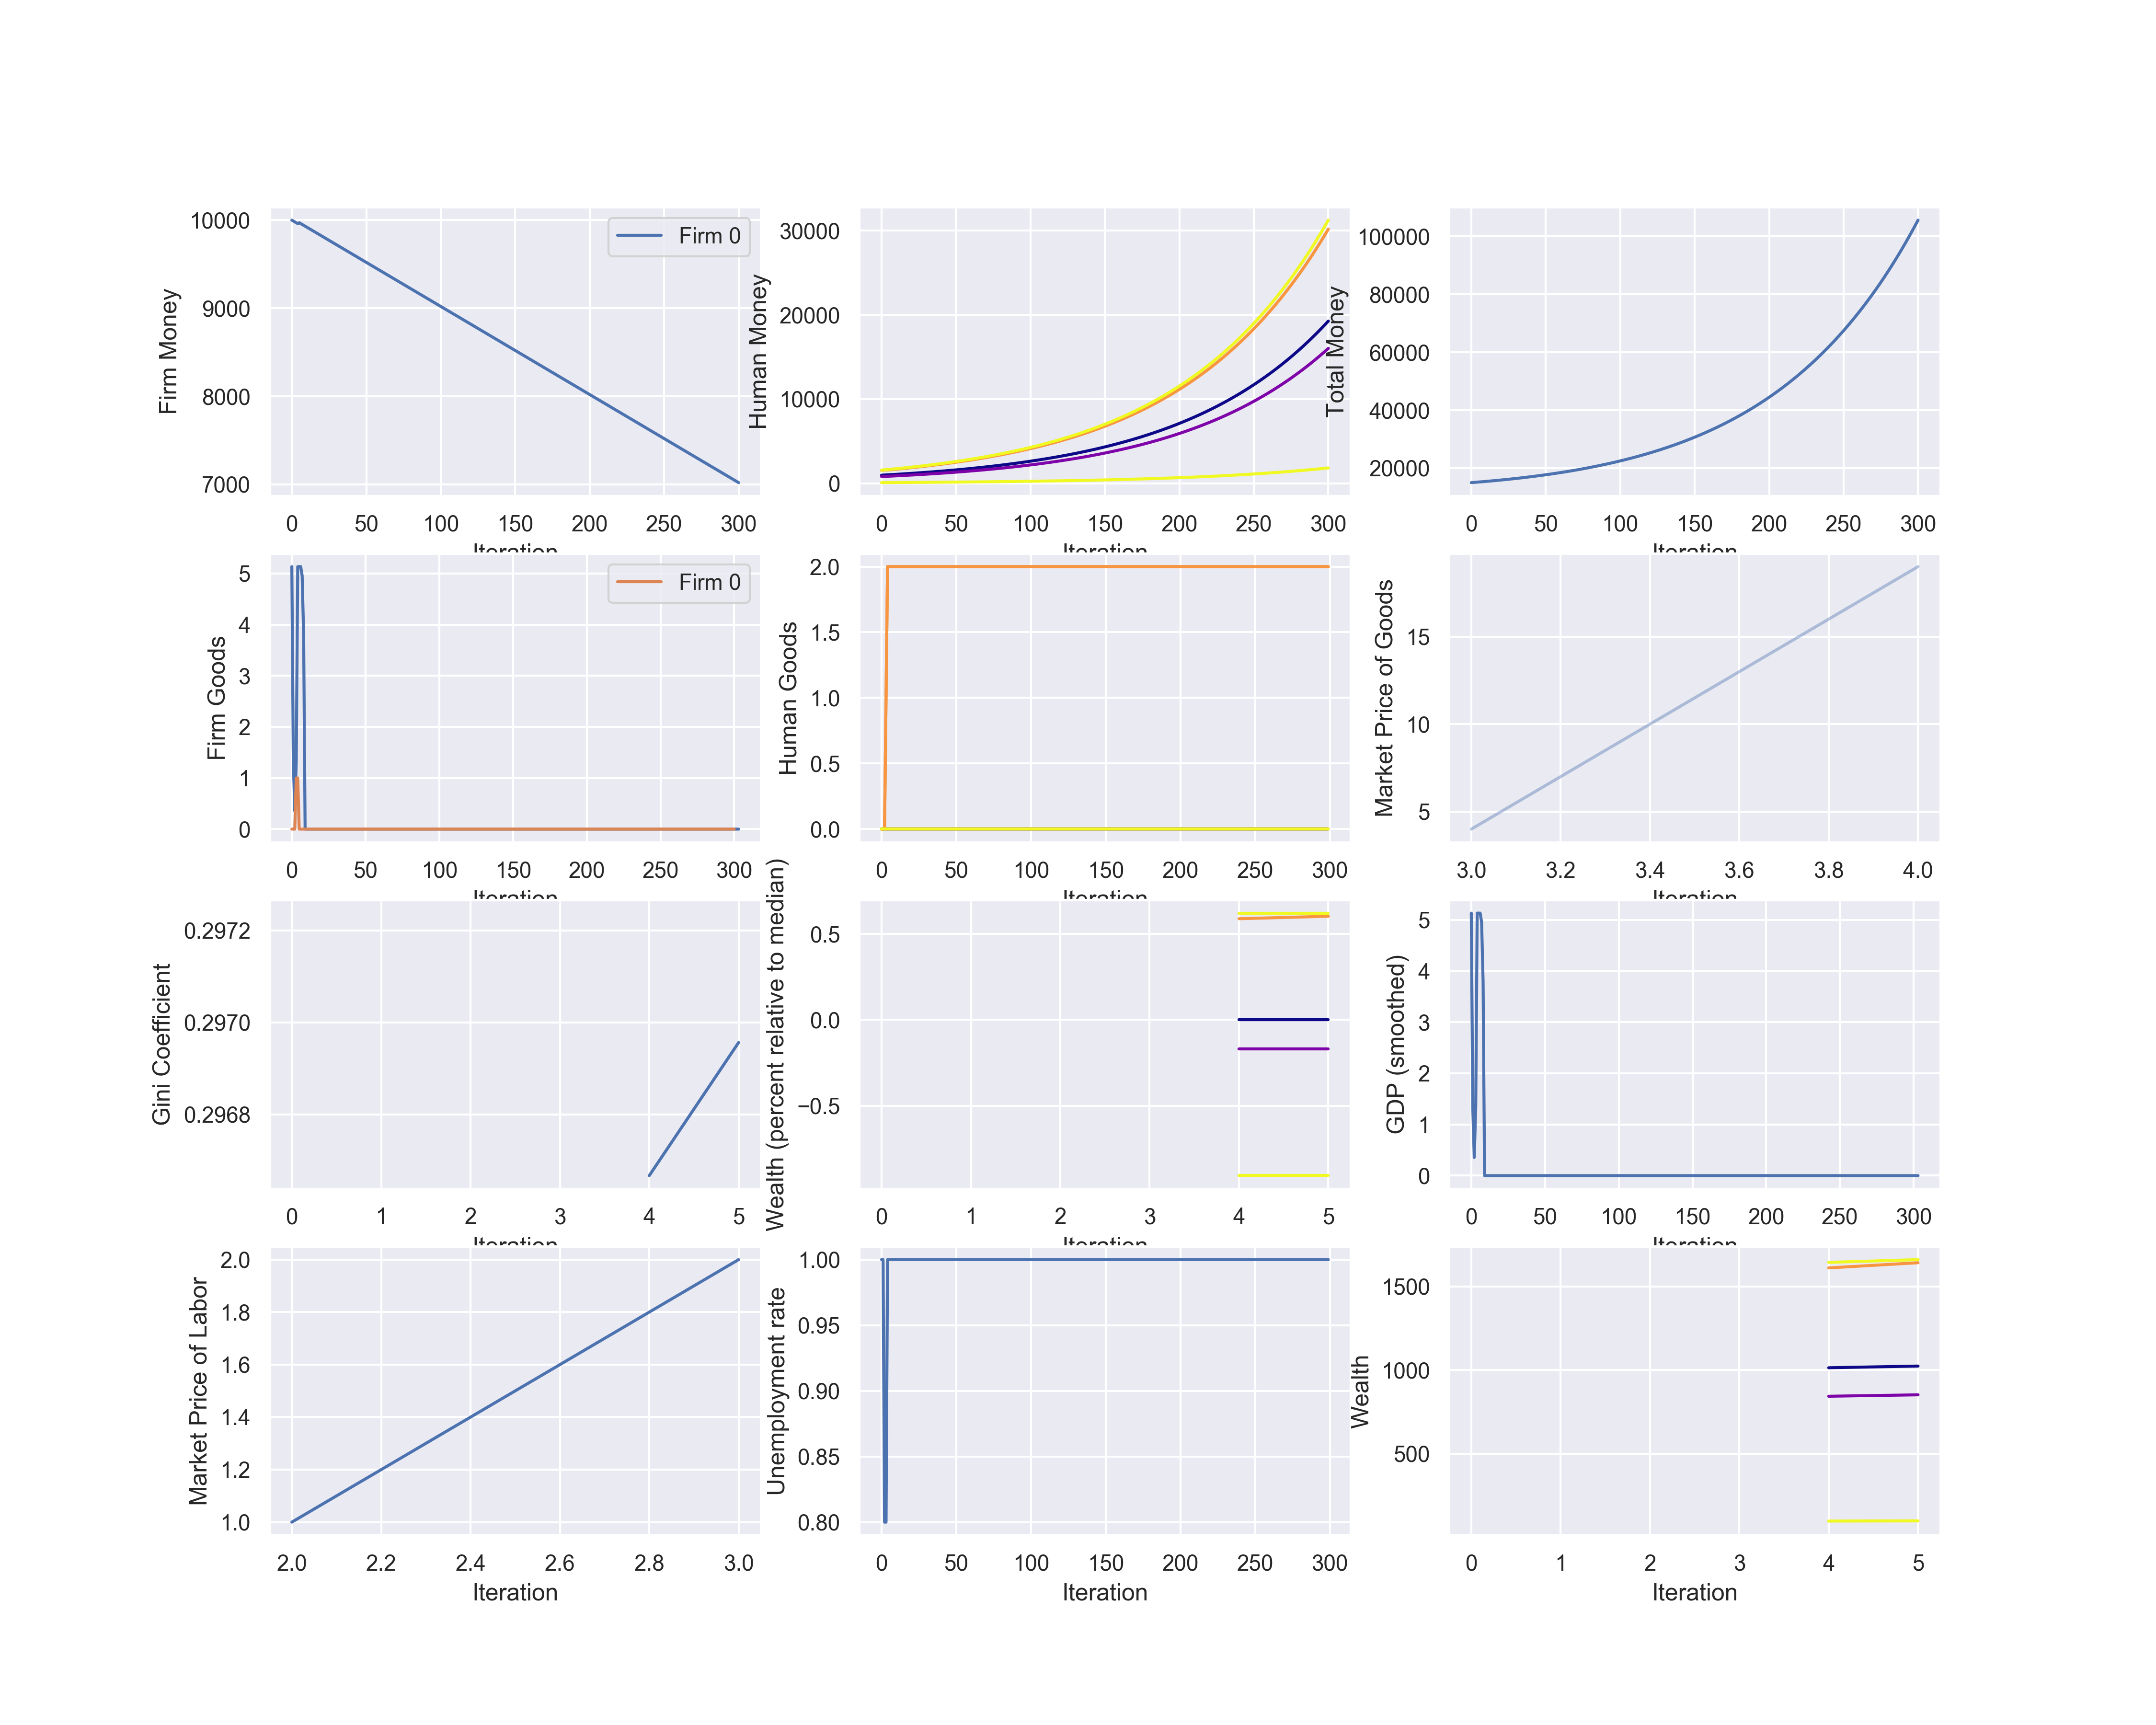 Firm Money
10000
9000
8000
7000
0 50 100 150 200 250 300
Iteration
Firm 0
Human Money
30000
20000
10000
0
0 50 100 150 200 250 300
Iteration
Total Money
100000
80000
60000
40000
20000
0 50 100 150 200 250 300
Iteration
Firm Goods
5
4
3
2
1
0
0 50 100 150 200 250 300
Iteration
Firm 0
Human Goods
2.0
1.5
1.0
0.5
0.0
0 50 100 150 200 250 300
Iteration
Market Price of Goods
15
10
5
3.0 3.2 3.4 3.6 3.8 4.0
Iteration
Gini Coefficient
0.2972
0.2970
0.2968
0 1 2 3 4 5
Iteration
Wealth (percent relative to median)
0.5
0.0
−0.5
0 1 2 3 4 5
Iteration
GDP (smoothed)
5
4
3
2
1
0
0 50 100 150 200 250 300
Iteration
Market Price of Labor
2.0
1.8
1.6
1.4
1.2
1.0
2.0 2.2 2.4 2.6 2.8 3.0
Iteration
Unemployment rate
1.00
0.95
0.90
0.85
0.80
0 50 100 150 200 250 300
Iteration
Wealth
1500
1000
500
0 1 2 3 4 5
Iteration